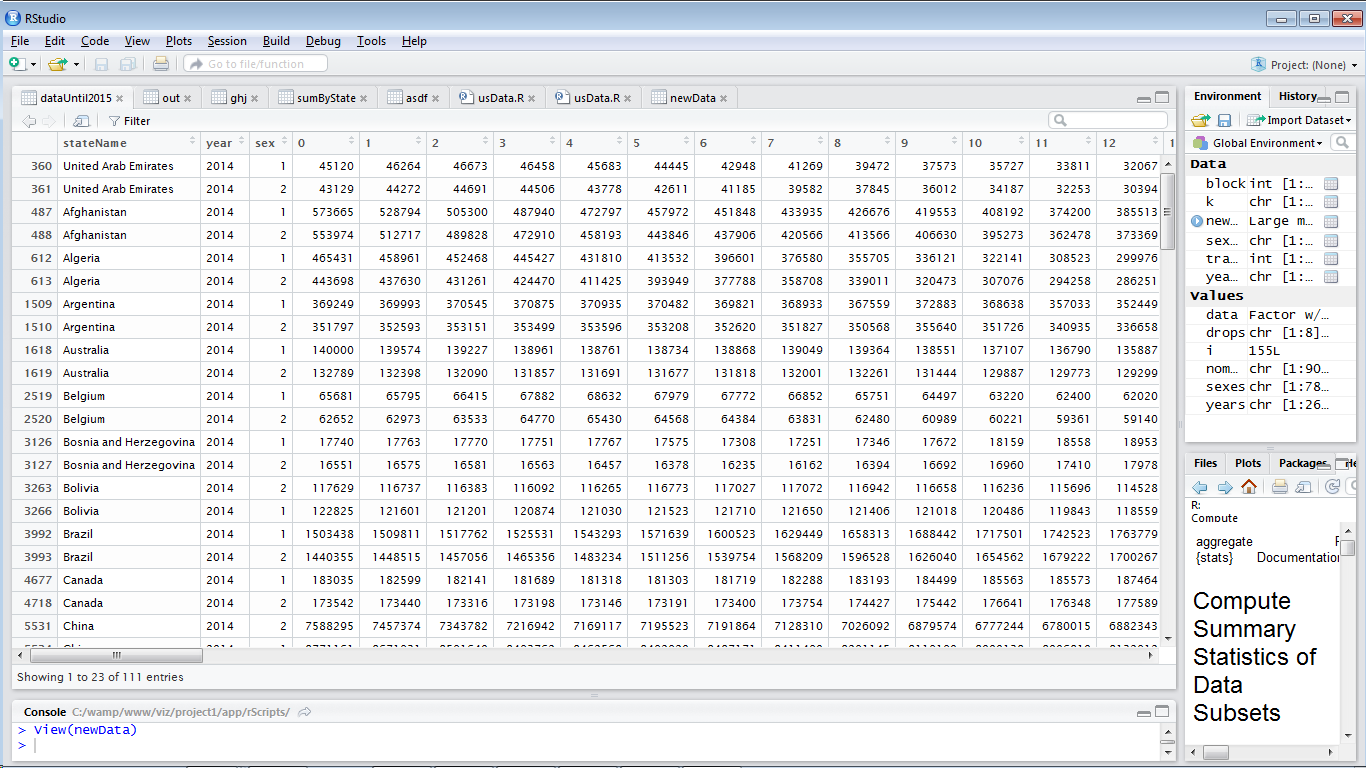 RStudio
File Edit Code View Plots Session Build Debug Tools Help
Go to file/function Project: (None)
dataUntil2015 out ghj sumByState asdf usData.R usData.R newData
Filter
stateName year sex 0 1 2 3 4 5 6 7 8 9 10 11 12 1
360 United Arab Emirates 2014 1 45120 46264 46673 46458 45683 44445 42948 41269 39472 37573 35727 33811 32067
361 United Arab Emirates 2014 2 43129 44272 44691 44506 43778 42611 41185 39582 37845 36012 34187 32253 30394
487 Afghanistan 2014 1 573665 528794 505300 487940 472797 457972 451848 433935 426676 419553 408192 374200 385513
488 Afghanistan 2014 2 553974 512717 489828 472910 458193 443846 437906 420566 413566 406630 395273 362478 373369
612 Algeria 2014 1 465431 458961 452468 445427 431810 413532 396601 376580 355705 336121 322141 308523 299976
613 Algeria 2014 2 443698 437630 431261 424470 411425 393949 377788 358708 339011 320473 307076 294258 286251
1509 Argentina 2014 1 369249 369993 370545 370875 370935 370482 369821 368933 367559 372883 368638 357033 352449
1510 Argentina 2014 2 351797 352593 353151 353499 353596 353208 352620 351827 350568 355640 351726 340935 336658
1618 Australia 2014 1 140000 139574 139227 138961 138761 138734 138868 139049 139364 138551 137107 136790 135887
1619 Australia 2014 2 132789 132398 132090 131857 131691 131677 131818 132001 132261 131444 129887 129773 129299
2519 Belgium 2014 1 65681 65795 66415 67882 68632 67979 67772 66852 65751 64497 63220 62400 62020
2520 Belgium 2014 2 62652 62973 63533 64770 65430 64568 64384 63831 62480 60989 60221 59361 59140
3126 Bosnia and Herzegovina 2014 1 17740 17763 17770 17751 17767 17575 17308 17251 17346 17672 18159 18558 18953
3127 Bosnia and Herzegovina 2014 2 16551 16575 16581 16563 16457 16378 16235 16162 16394 16692 16960 17410 17978
3263 Bolivia 2014 2 117629 116737 116383 116092 116265 116773 117027 117072 116942 116658 116236 115696 114528
3266 Bolivia 2014 1 122825 121601 121201 120874 121030 121523 121710 121650 121406 121018 120486 119843 118559
3992 Brazil 2014 1 1503438 1509811 1517762 1525531 1543293 1571639 1600523 1629449 1658313 1688442 1717501 1742523 1763779
3993 Brazil 2014 2 1440355 1448515 1457056 1465356 1483234 1511256 1539754 1568209 1596528 1626040 1654562 1679222 1700267
4677 Canada 2014 1 183035 182599 182141 181689 181318 181303 181719 182288 183193 184499 185563 185573 187464
4718 Canada 2014 2 173542 173440 173316 173198 173146 173191 173400 173754 174427 175442 176641 176348 177589
5531 China 2014 2 7588295 7457374 7343782 7216942 7169117 7195523 7191864 7128310 7026092 6879574 6777244 6780015 6882343
Showing 1 to 23 of 111 entries
Console C:/wamp/www/viz/project1/app/rScripts/
> View(newData)
>
Environment History
Import Dataset
Global Environment
Data
block int [1:…
k chr [1:…
new… Large m…
sex… chr [1:…
tra… int [1:…
yea… chr [1:…
Values
data Factor w/…
drops chr [1:8]…
i 155L
nom… chr [1:90…
sexes chr [1:78…
years chr [1:26…
Files Plots Packages
R:
Compute
aggregate
{stats} Documentation
Compute
Summary
Statistics of
Data
Subsets